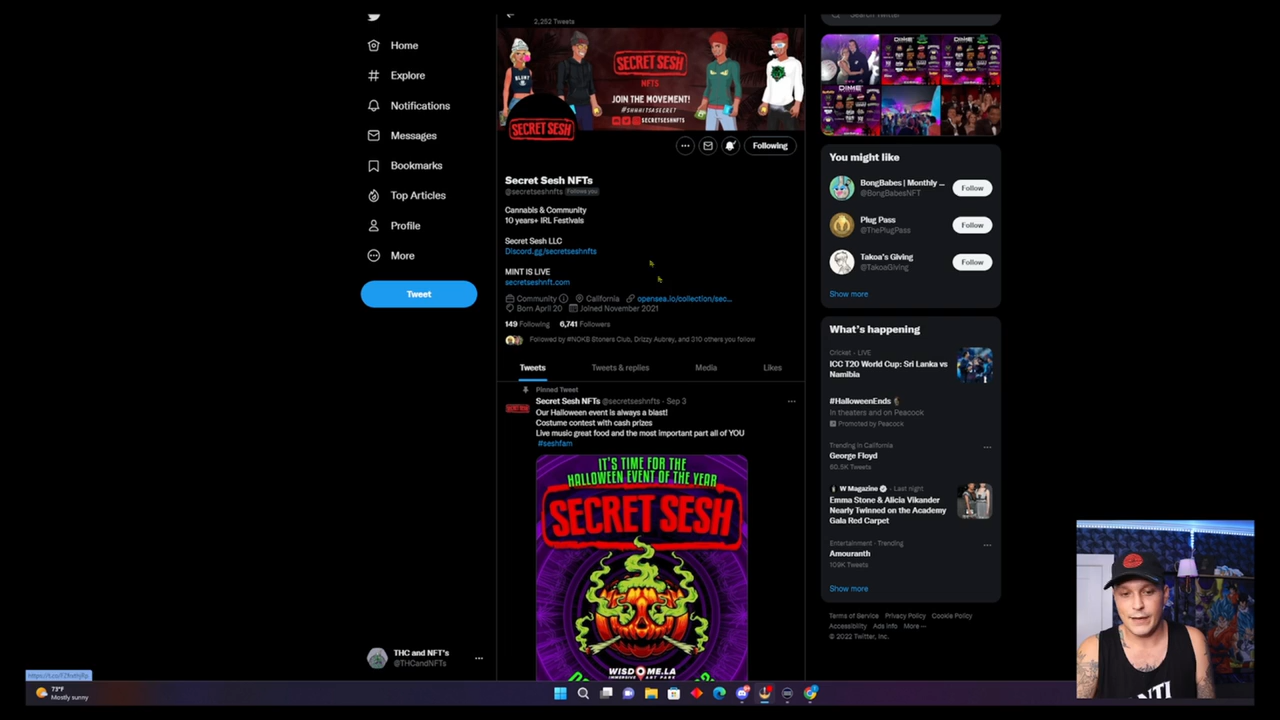 2,252 Tweets
Search Twitter
Home
Explore
Notifications
Messages
Bookmarks
Top Articles
Profile
More
Tweet
SECRET SESH
NFTS
JOIN THE MOVEMENT!
#SHHHITSASECRET
SECRETSESHNFTS
BLUNT
SECRET SESH
Following
Secret Sesh NFTs
@secretseshnfts Follows you
Cannabis & Community
10 years+ IRL Festivals
Secret Sesh LLC
Discord.gg/secretseshnfts
MINT IS LIVE
secretseshnft.com
Community California opensea.io/collection/sec...
Born April 20 Joined November 2021
149 Following 6,741 Followers
Followed by #NOKB Stoners Club, Drizzy Aubrey, and 310 others you follow
Tweets Tweets & replies Media Likes
Pinned Tweet
Secret Sesh NFTs @secretseshnfts · Sep 3
Our Halloween event is always a blast!
Costume contest with cash prizes
Live music great food and the most important part all of YOU
#seshfam
IT'S TIME FOR THE
HALLOWEEN EVENT OF THE YEAR
SECRET SESH
WISDOME.LA
IMMERSIVE ART PARK
You might like
BongBabes | Monthly ...
@BongBabesNFT
Follow
Plug Pass
@ThePlugPass
Follow
Takoa's Giving
@TakoaGiving
Follow
Show more
What's happening
Cricket · LIVE
ICC T20 World Cup: Sri Lanka vs
Namibia
#HalloweenEnds
In theaters and on Peacock
Promoted by Peacock
Trending in California
George Floyd
60.5K Tweets
W Magazine · Last night
Emma Stone & Alicia Vikander
Nearly Twinned on the Academy
Gala Red Carpet
Entertainment · Trending
Amouranth
109K Tweets
Show more
Terms of Service Privacy Policy Cookie Policy
Accessibility Ads info More
© 2022 Twitter, Inc.
THC and NFT's
@THCandNFTs
73°F
Mostly sunny